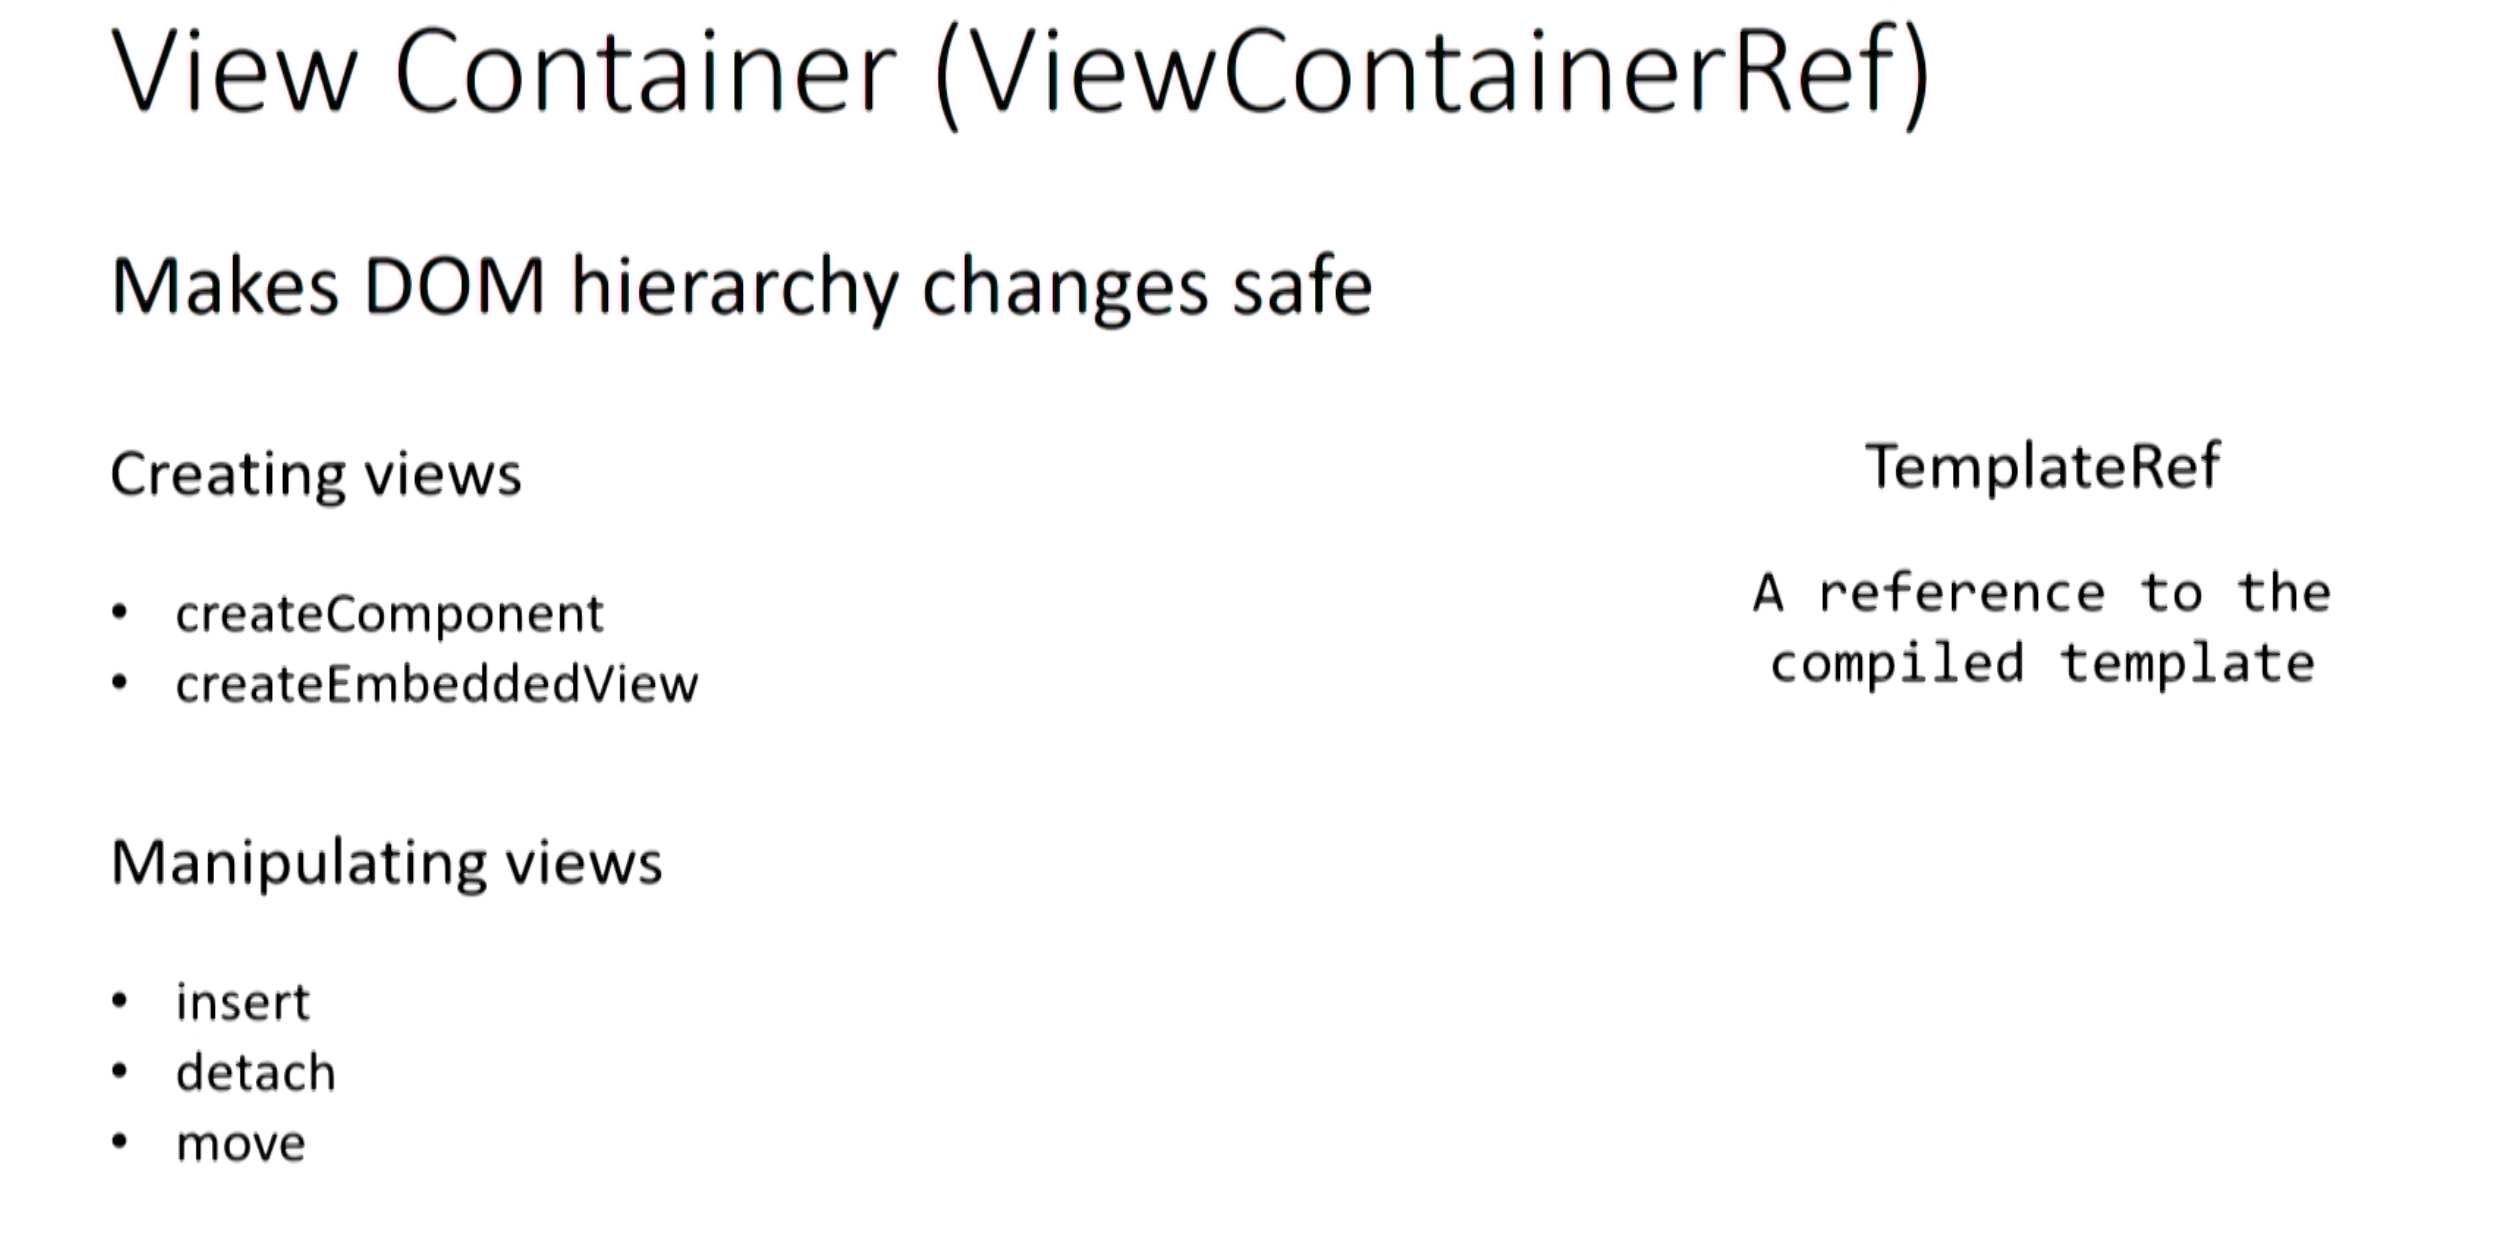 View Container (ViewContainerRef)
Makes DOM hierarchy changes safe
Creating views
• createComponent
• createEmbeddedView
TemplateRef
A reference to the
compiled template
Manipulating views
• insert
• detach
• move